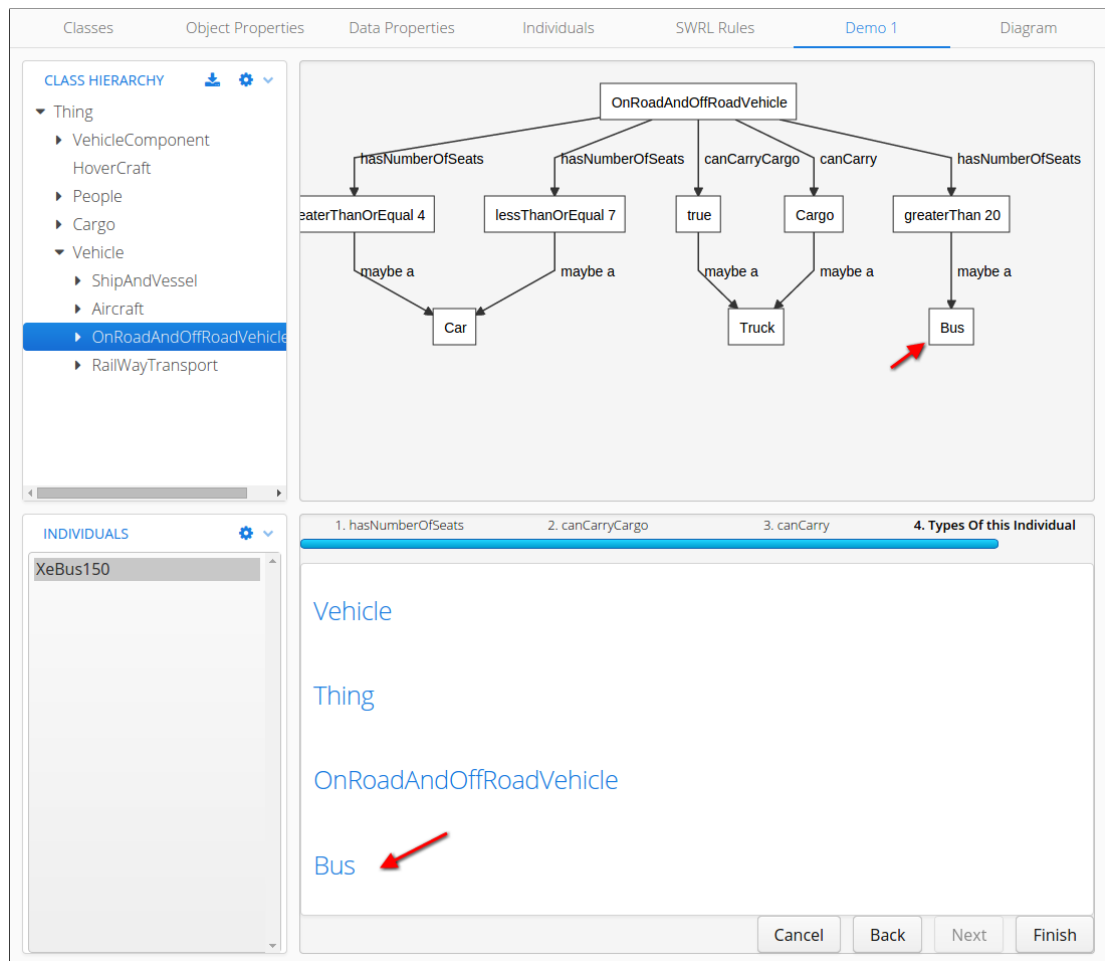 Classes Object Properties Data Properties Individuals SWRL Rules Demo 1 Diagram
CLASS HIERARCHY
Thing
VehicleComponent
HoverCraft
People
Cargo
Vehicle
ShipAndVessel
Aircraft
OnRoadAndOffRoadVehicle
RailWayTransport
OnRoadAndOffRoadVehicle
hasNumberOfSeats hasNumberOfSeats canCarryCargo canCarry hasNumberOfSeats
eaterThanOrEqual 4 lessThanOrEqual 7 true Cargo greaterThan 20
maybe a maybe a maybe a maybe a maybe a
Car Truck Bus
INDIVIDUALS
XeBus150
1. hasNumberOfSeats 2. canCarryCargo 3. canCarry 4. Types Of this Individual
Vehicle
Thing
OnRoadAndOffRoadVehicle
Bus
Cancel Back Next Finish